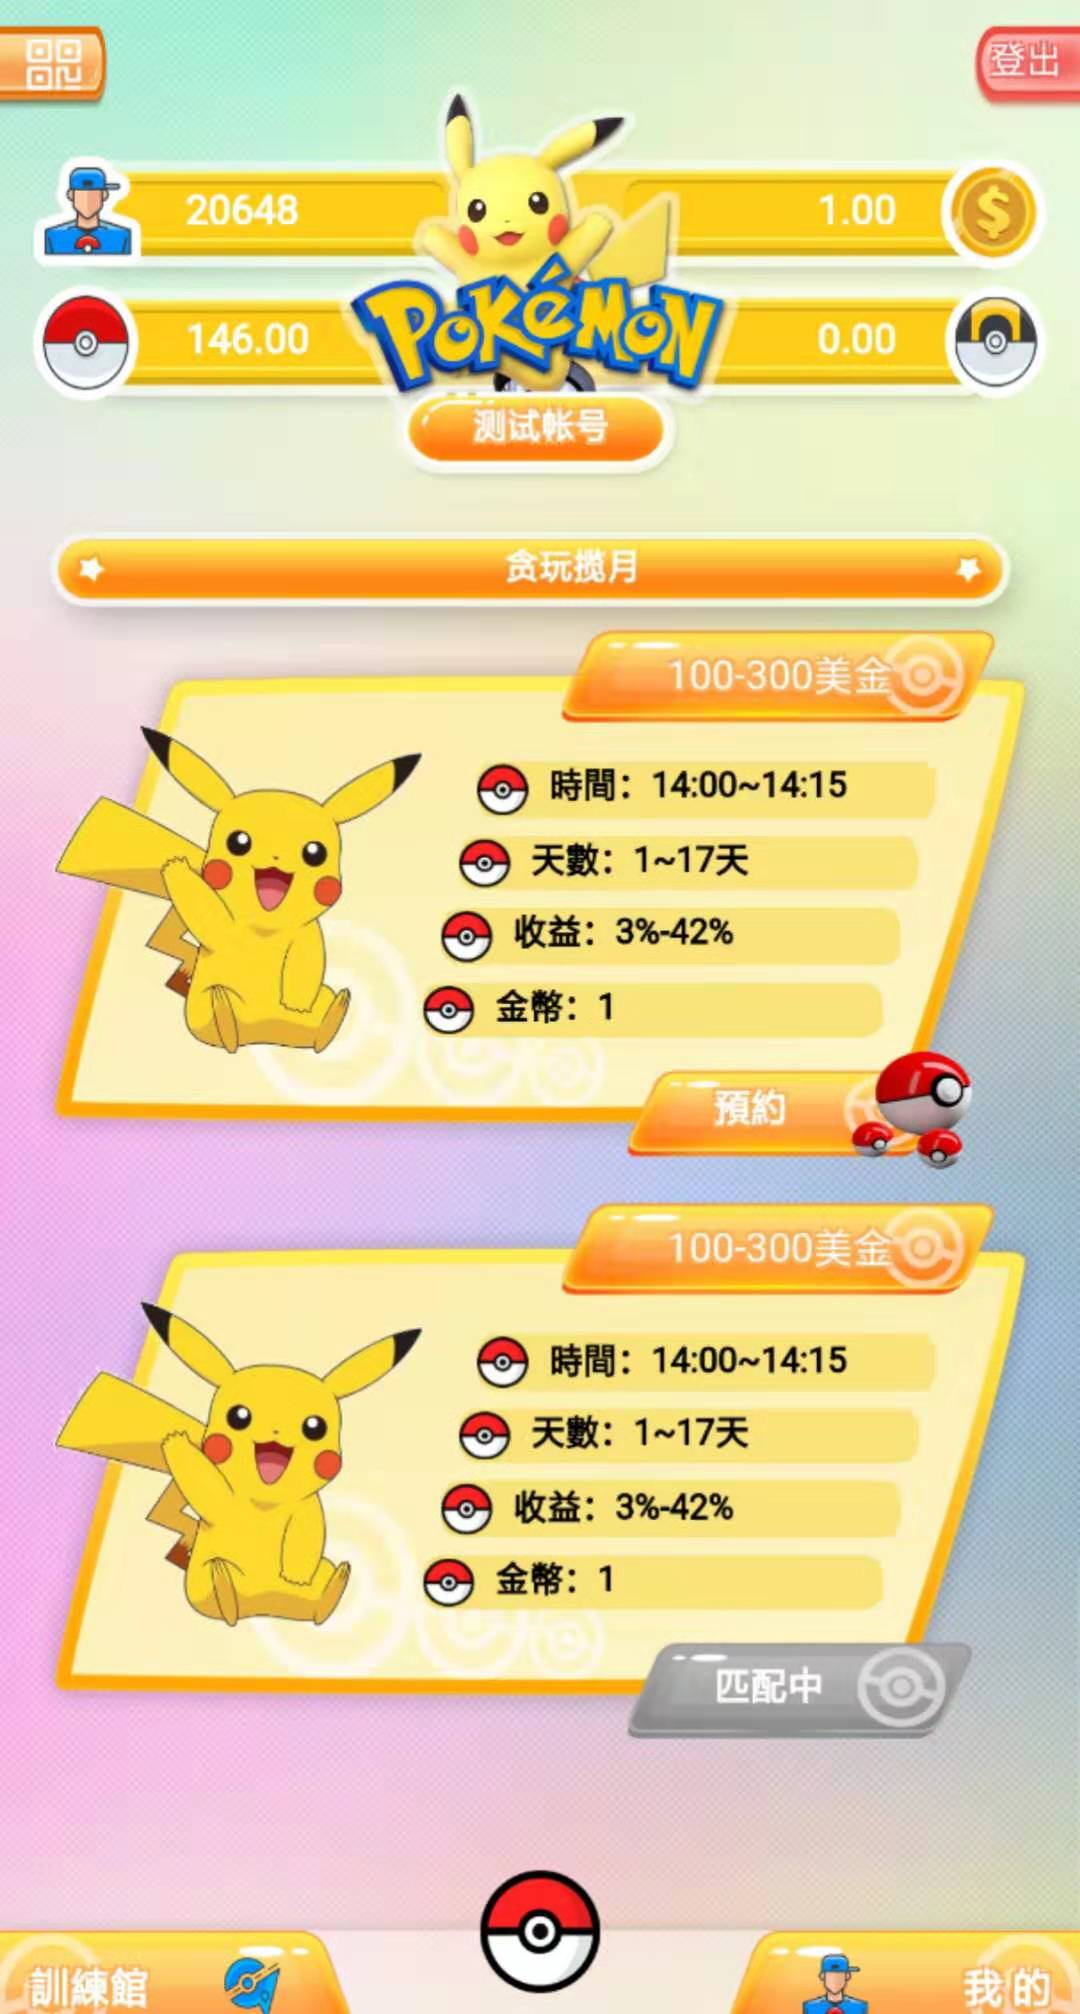 登出
20648
1.00
POKéMON
146.00
0.00
测试帐号
贪玩揽月
100-300美金
時間：14:00~14:15
天數：1~17天
收益：3%-42%
金幣：1
預約
100-300美金
時間：14:00~14:15
天數：1~17天
收益：3%-42%
金幣：1
匹配中
訓練館
我的